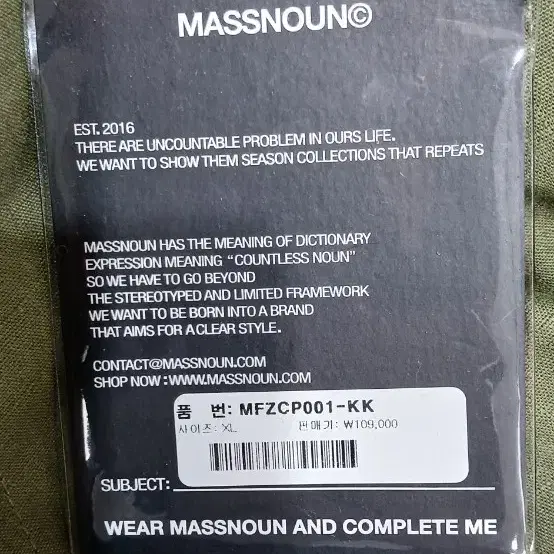 MASSNOUN©
EST. 2016
THERE ARE UNCOUNTABLE PROBLEM IN OURS LIFE.
WE WANT TO SHOW THEM SEASON COLLECTIONS THAT REPEATS
MASSNOUN HAS THE MEANING OF DICTIONARY
EXPRESSION MEANING “COUNTLESS NOUN”
SO WE HAVE TO GO BEYOND
THE STEREOTYPED AND LIMITED FRAMEWORK
WE WANT TO BE BORN INTO A BRAND
THAT AIMS FOR A CLEAR STYLE.
CONTACT@MASSNOUN.COM
SHOP NOW : WWW.MASSNOUN.COM
품 번: MFZCP001-KK
사이즈: XL 판매가: ₩109,000
SUBJECT:
WEAR MASSNOUN AND COMPLETE ME